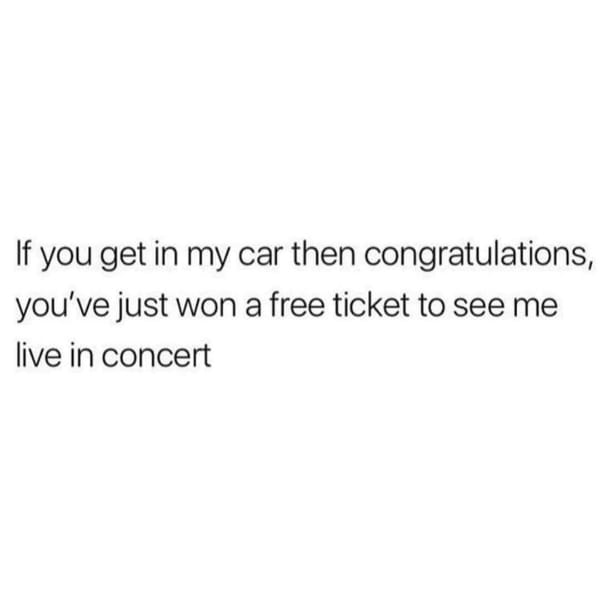 If you get in my car then congratulations,
you've just won a free ticket to see me
live in concert